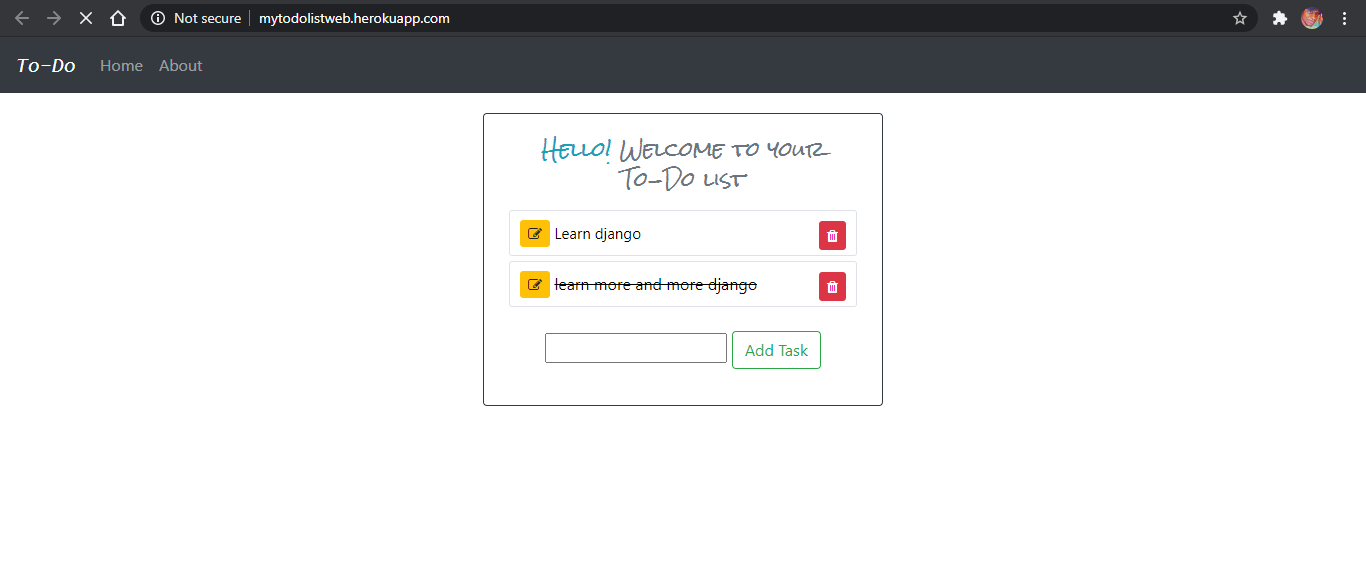 Not secure mytodolistweb.herokuapp.com
To-Do Home About
Hello! Welcome to your
To-Do list
Learn django
learn more and more django
Add Task